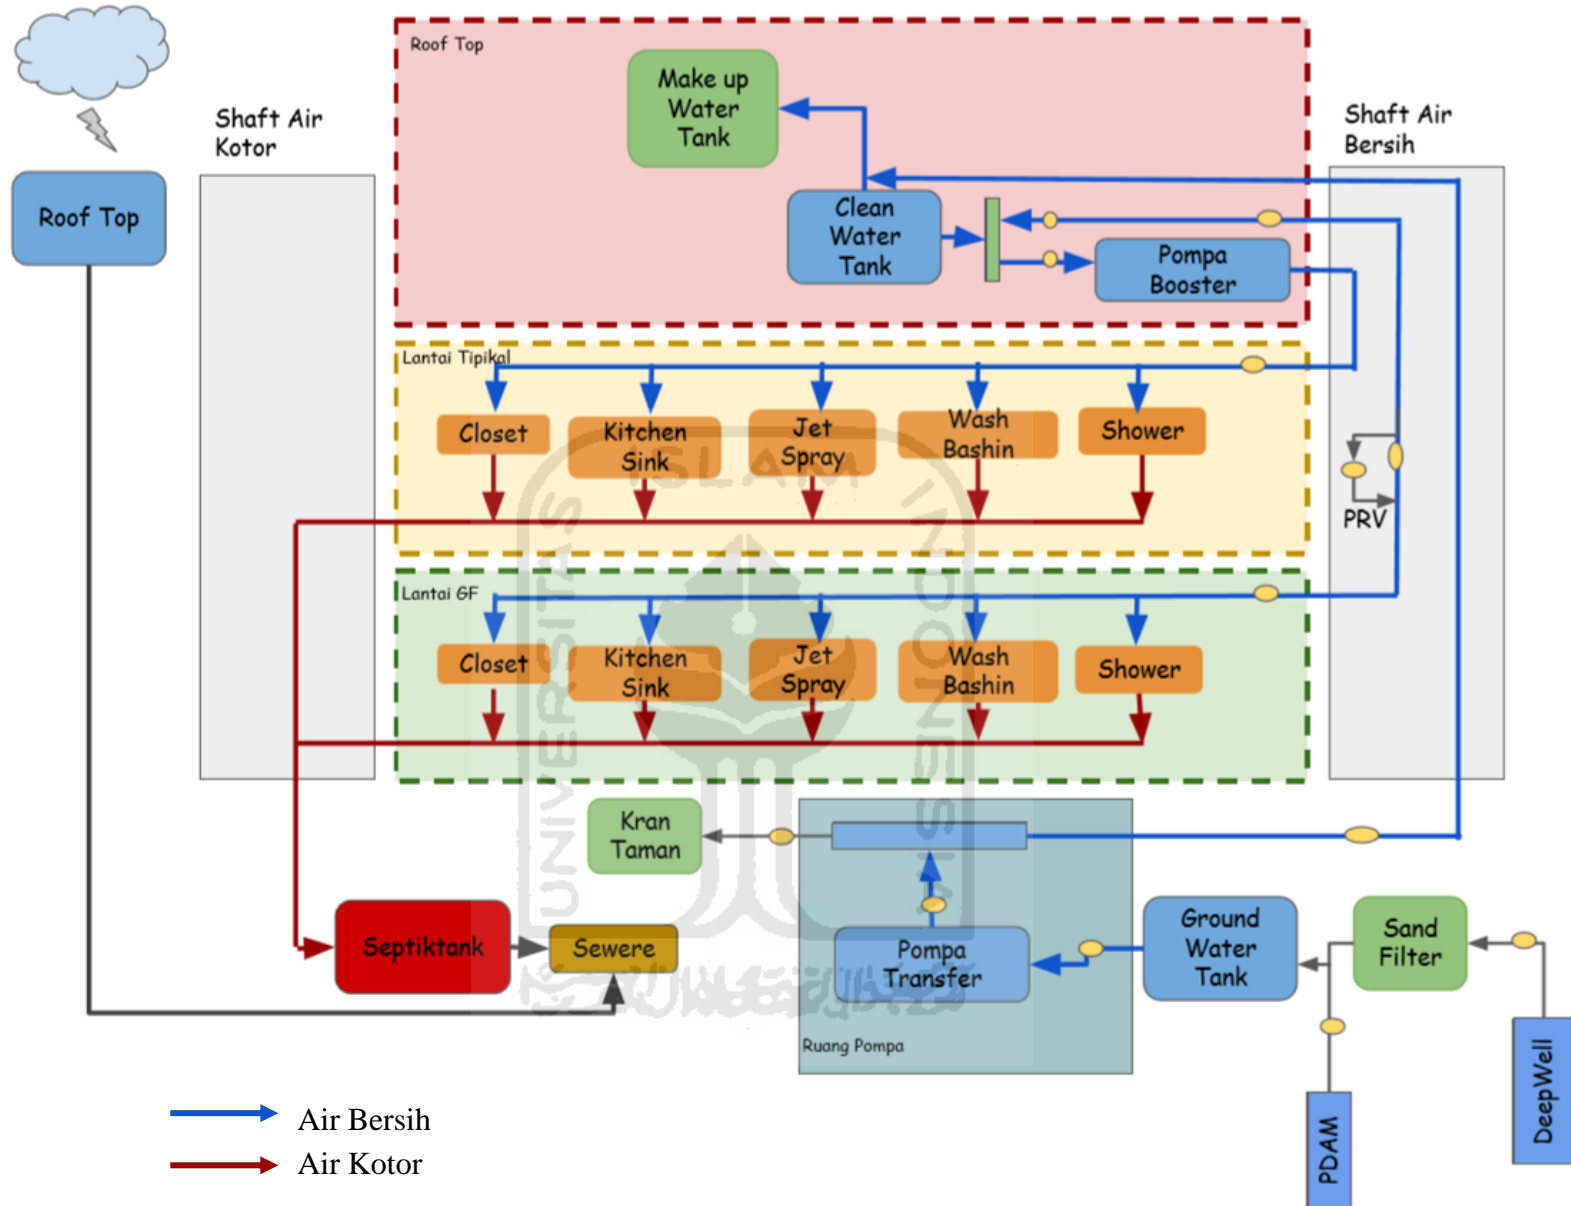 Roof Top
Make up
Water
Tank
Shaft Air
Kotor
Shaft Air
Bersih
Roof Top
Clean
Water
Tank
Pompa
Booster
Lantai Tipikal
Closet
Kitchen
Sink
Jet
Spray
Wash
Bashin
Shower
PRV
Lantai GF
Closet
Kitchen
Sink
Jet
Spray
Wash
Bashin
Shower
Kran
Taman
Septiktank
Sewere
Pompa
Transfer
Ruang Pompa
Ground
Water
Tank
Sand
Filter
PDAM
DeepWell
Air Bersih
Air Kotor
UNIVERSITAS
ISLAM
INDONESIA